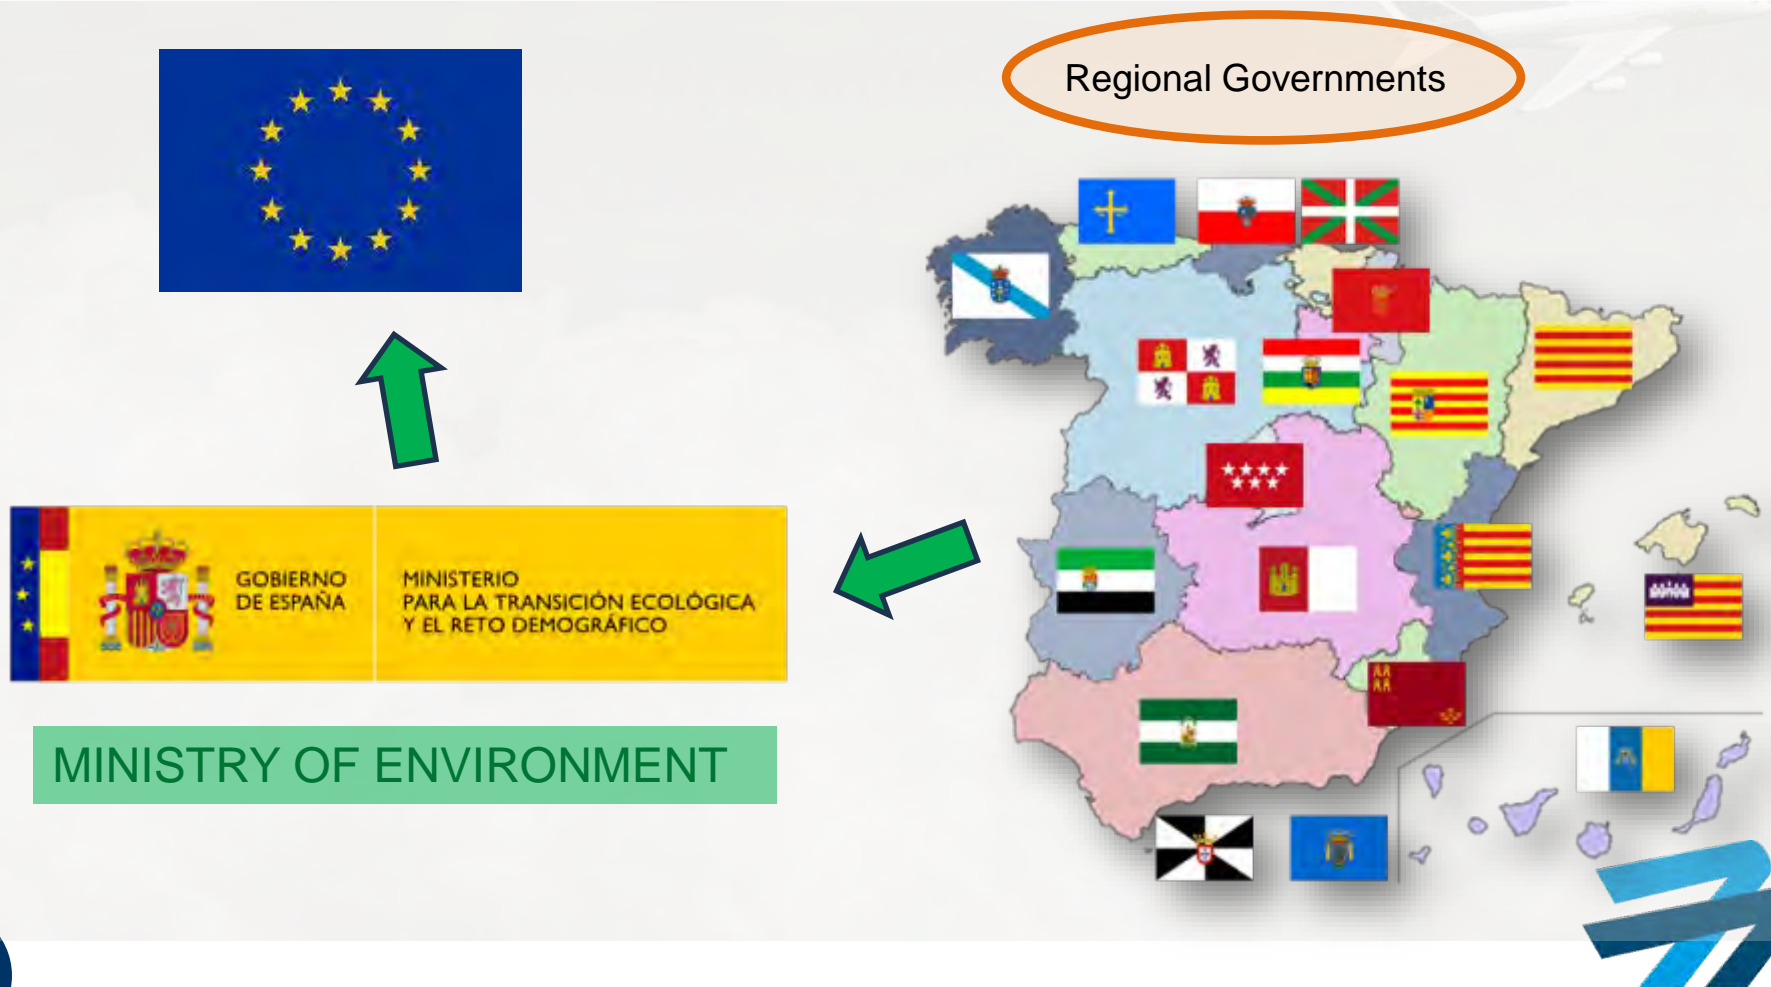 Regional Governments
GOBIERNO
DE ESPAÑA
MINISTERIO
PARA LA TRANSICIÓN ECOLÓGICA
Y EL RETO DEMOGRÁFICO
MINISTRY OF ENVIRONMENT